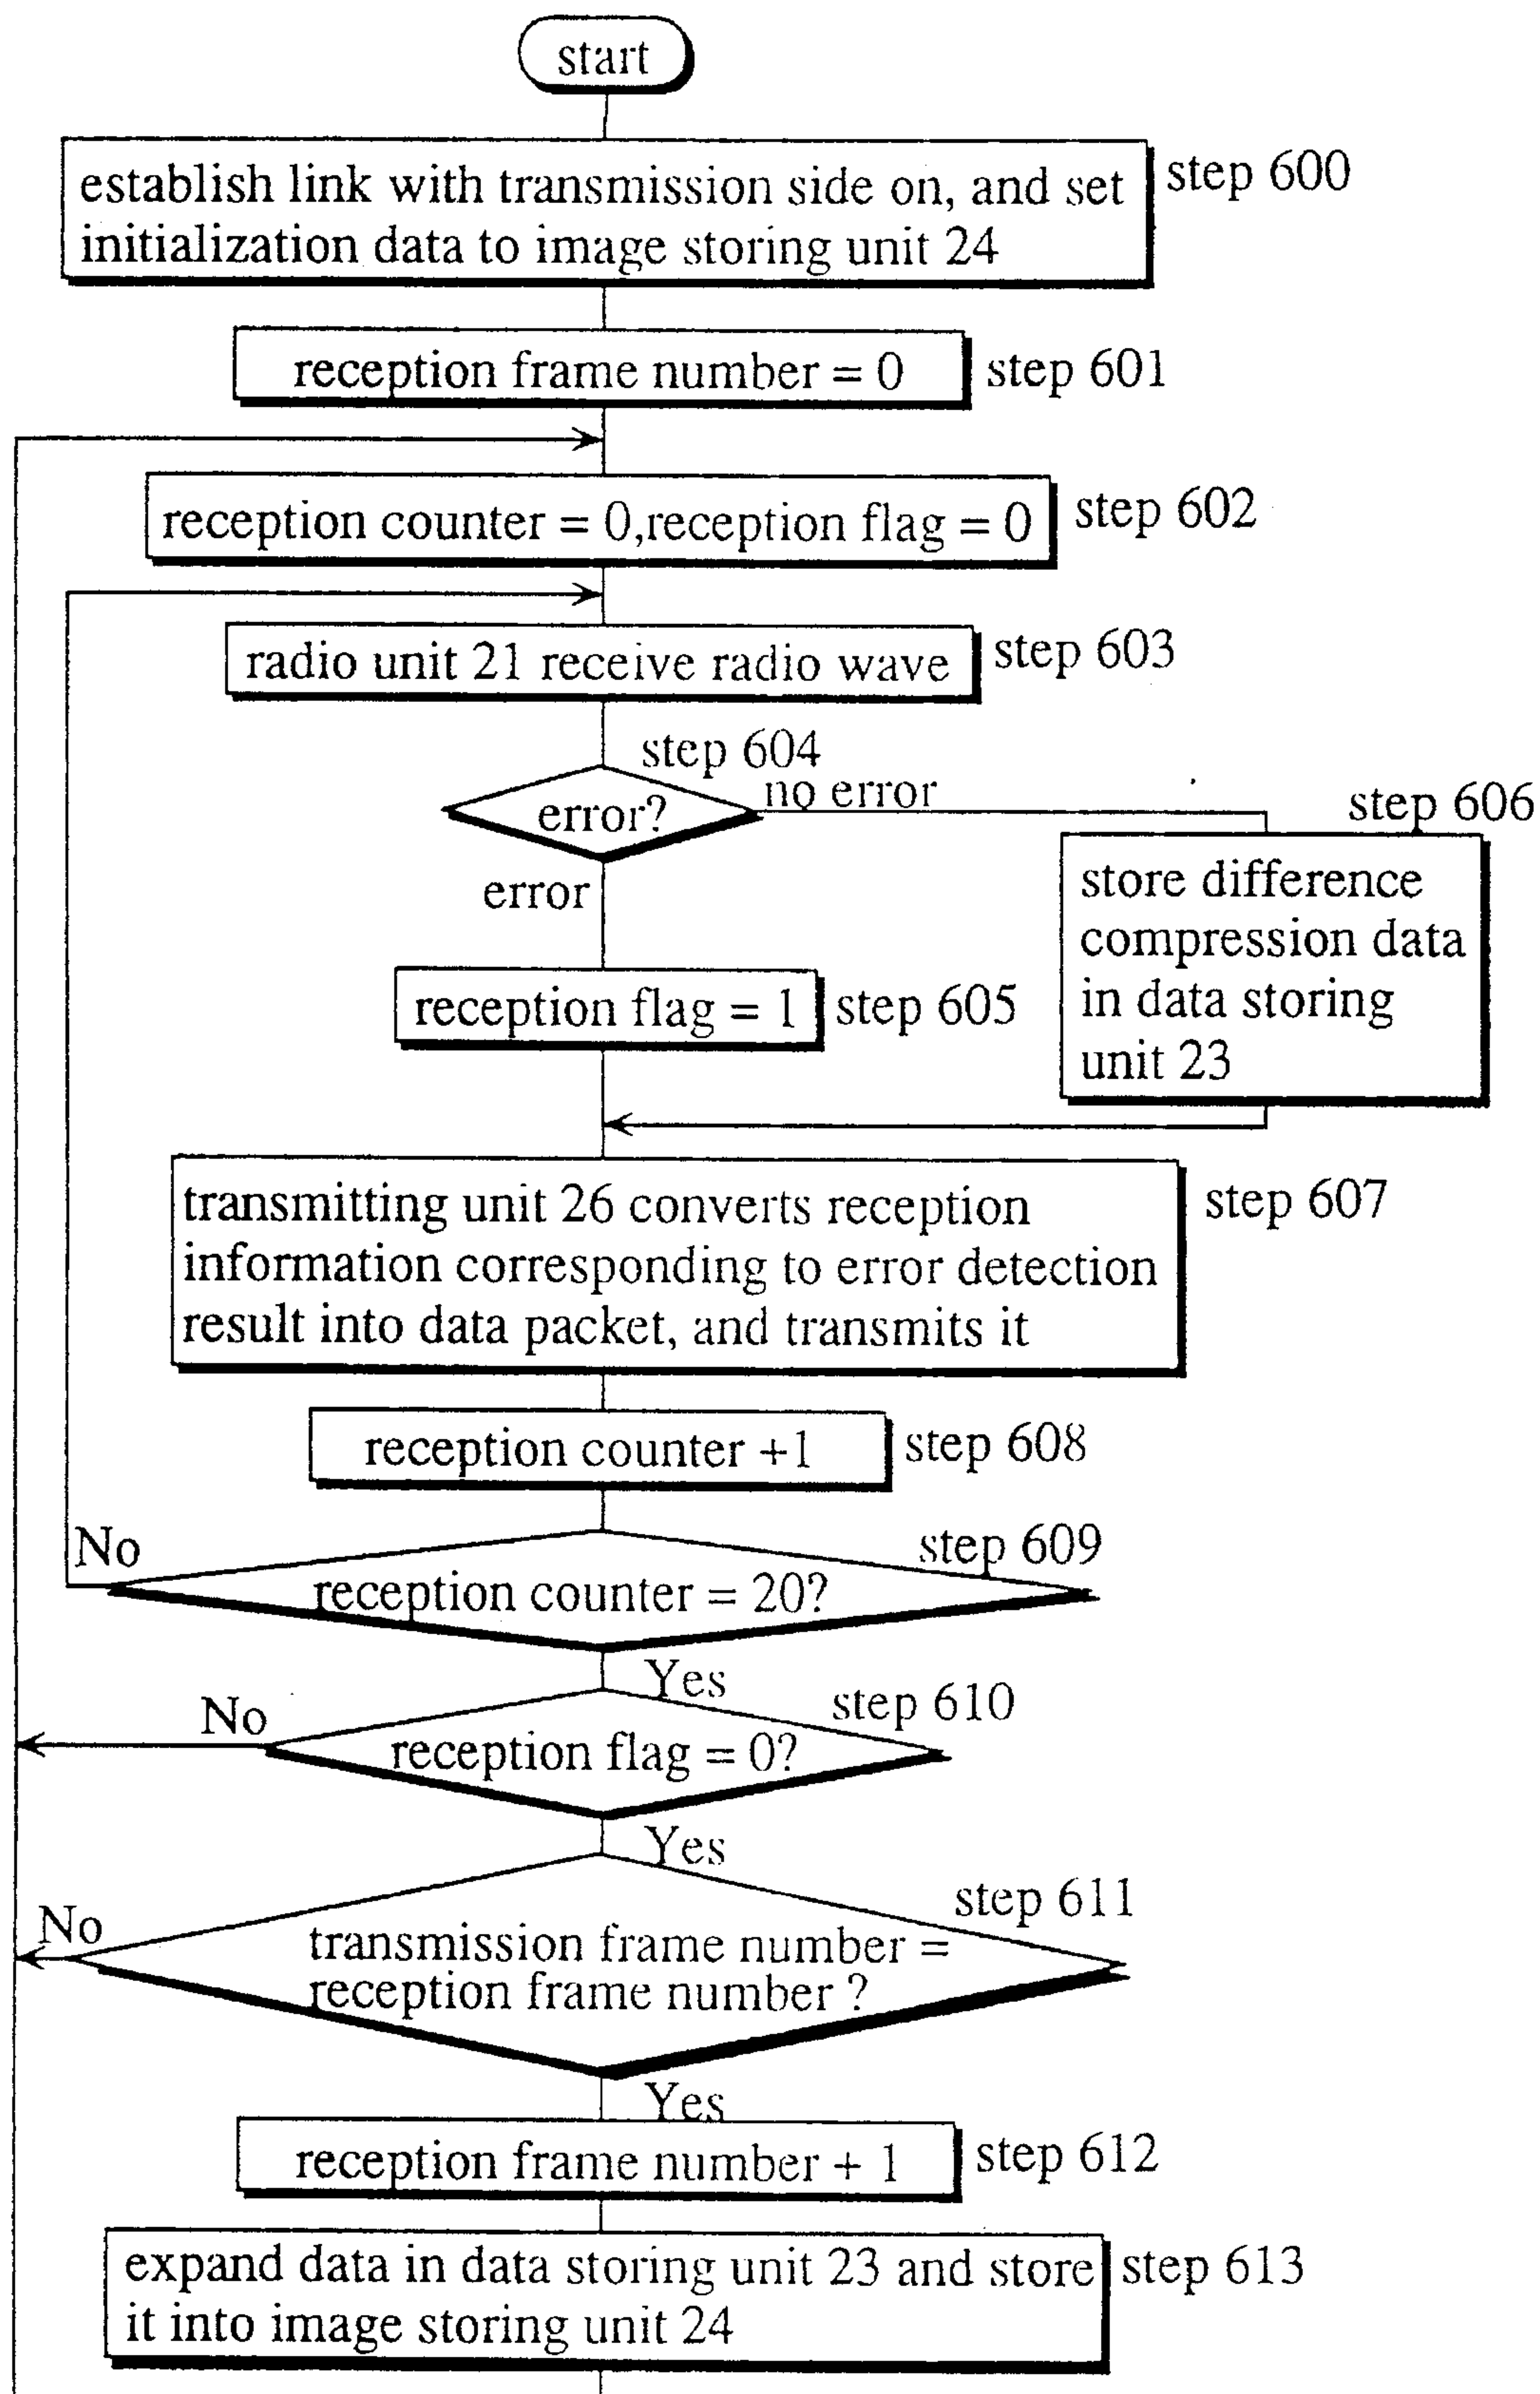 start
establish link with transmission side on, and set
initialization data to image storing unit 24
step 600
reception frame number = 0
step 601
reception counter = 0,reception flag = 0
step 602
radio unit 21 receive radio wave
step 603
step 604
error?
no error
error
step 606
store difference
compression data
in data storing
unit 23
reception flag = 1
step 605
transmitting unit 26 converts reception
information corresponding to error detection
result into data packet, and transmits it
step 607
reception counter +1
step 608
No
step 609
reception counter = 20?
Yes
No
step 610
reception flag = 0?
Yes
No
step 611
transmission frame number =
reception frame number ?
Yes
reception frame number + 1
step 612
expand data in data storing unit 23 and store
it into image storing unit 24
step 613